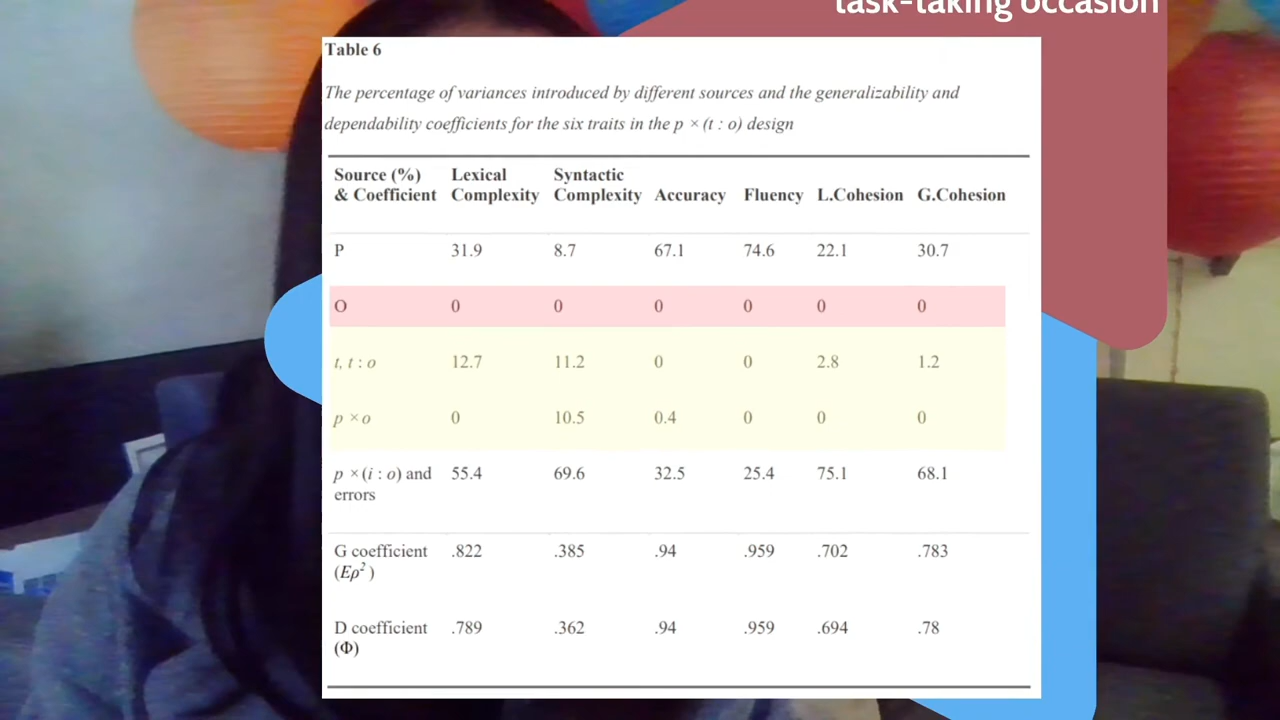 task-taking occasion
Table 6
The percentage of variances introduced by different sources and the generalizability and
dependability coefficients for the six traits in the p × (t : o) design
Source (%) Lexical Syntactic
& Coefficient Complexity Complexity Accuracy Fluency L.Cohesion G.Cohesion
P 31.9 8.7 67.1 74.6 22.1 30.7
O 0 0 0 0 0 0
t, t : o 12.7 11.2 0 0 2.8 1.2
p × o 0 10.5 0.4 0 0 0
p × (i : o) and 55.4 69.6 32.5 25.4 75.1 68.1
errors
G coefficient .822 .385 .94 .959 .702 .783
(Eρ²)
D coefficient .789 .362 .94 .959 .694 .78
(Φ)